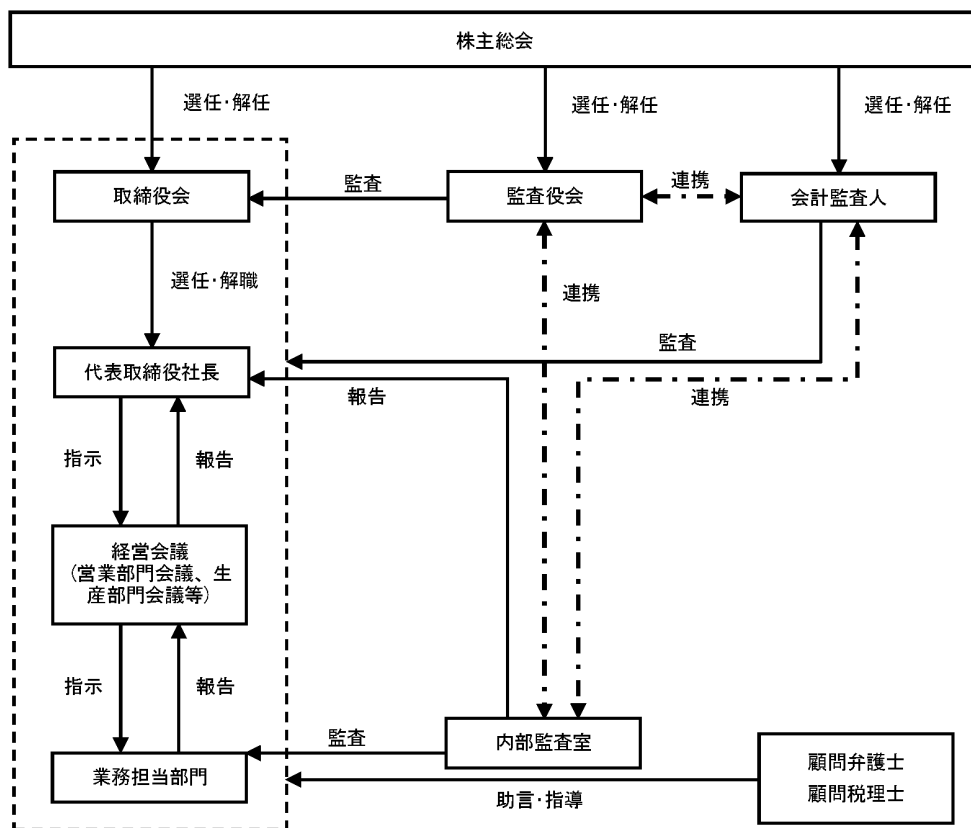 株主総会
選任・解任
選任・解任
選任・解任
取締役会
監査
監査役会
連携
会計監査人
選任・解職
連携
監査
代表取締役社長
報告
連携
指示
報告
経営会議
(営業部門会議、生
産部門会議等)
指示
報告
内部監査室
監査
業務担当部門
顧問弁護士
顧問税理士
助言・指導